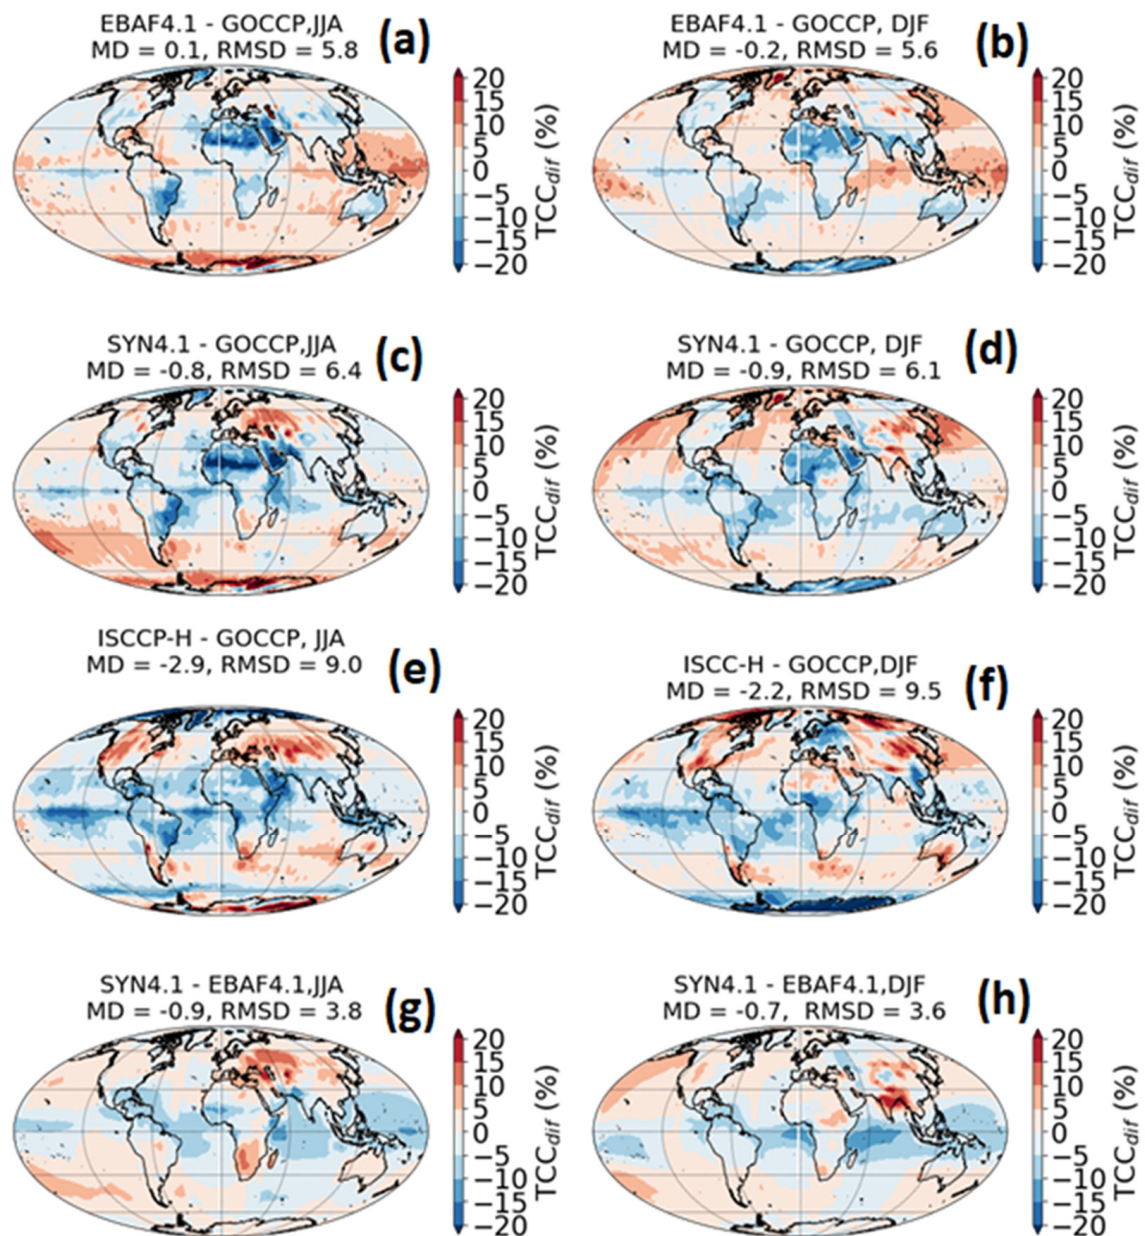 EBAF4.1 - GOCCP,JJA
MD = 0.1, RMSD = 5.8
(a)
20
15
10
5
0
−5
−10
−15
−20
TCCdif (%)
EBAF4.1 - GOCCP, DJF
MD = -0.2, RMSD = 5.6
(b)
20
15
10
5
0
−5
−10
−15
−20
TCCdif (%)
SYN4.1 - GOCCP,JJA
MD = -0.8, RMSD = 6.4
(c)
20
15
10
5
0
−5
−10
−15
−20
TCCdif (%)
SYN4.1 - GOCCP, DJF
MD = -0.9, RMSD = 6.1
(d)
20
15
10
5
0
−5
−10
−15
−20
TCCdif (%)
ISCCP-H - GOCCP, JJA
MD = -2.9, RMSD = 9.0
(e)
20
15
10
5
0
−5
−10
−15
−20
TCCdif (%)
ISCC-H - GOCCP,DJF
MD = -2.2, RMSD = 9.5
(f)
20
15
10
5
0
−5
−10
−15
−20
TCCdif (%)
SYN4.1 - EBAF4.1,JJA
MD = -0.9, RMSD = 3.8
(g)
20
15
10
5
0
−5
−10
−15
−20
TCCdif (%)
SYN4.1 - EBAF4.1,DJF
MD = -0.7, RMSD = 3.6
(h)
20
15
10
5
0
−5
−10
−15
−20
TCCdif (%)